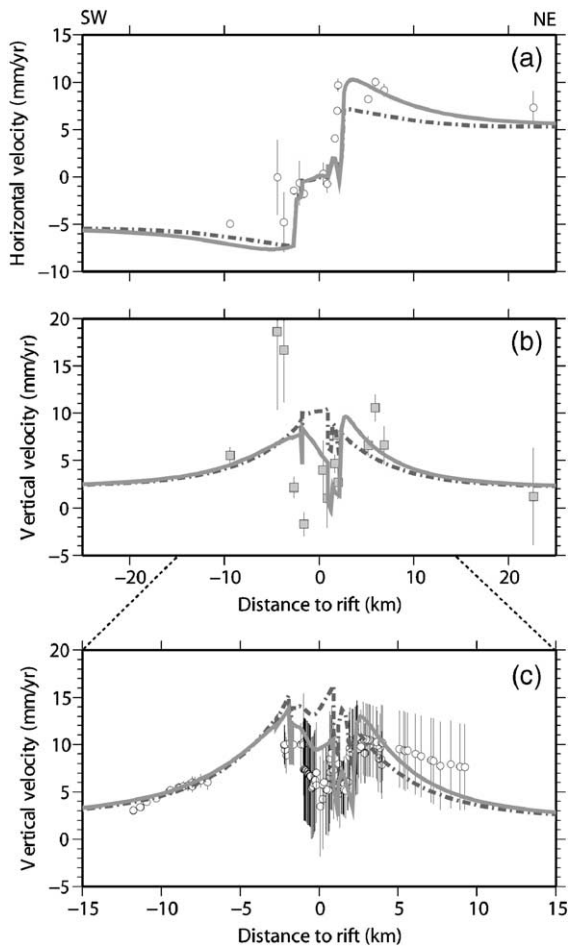 SW NE
(a)
Horizontal velocity (mm/yr)
15
10
5
0
−5
−10
(b)
Vertical velocity (mm/yr)
20
15
10
5
0
−5
−20 −10 0 10 20
Distance to rift (km)
(c)
Vertical velocity (mm/yr)
20
15
10
5
0
−5
−15 −10 −5 0 5 10 15
Distance to rift (km)